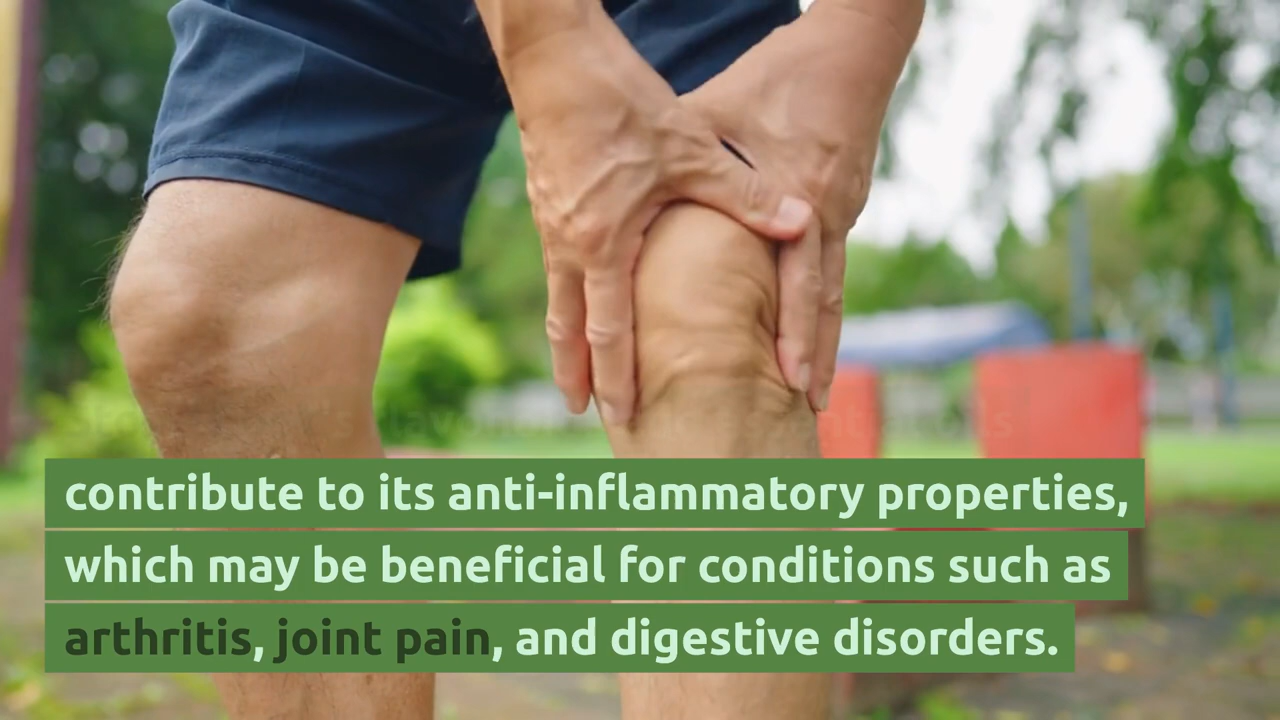 contribute to its anti-inflammatory properties,
which may be beneficial for conditions such as
arthritis, joint pain, and digestive disorders.